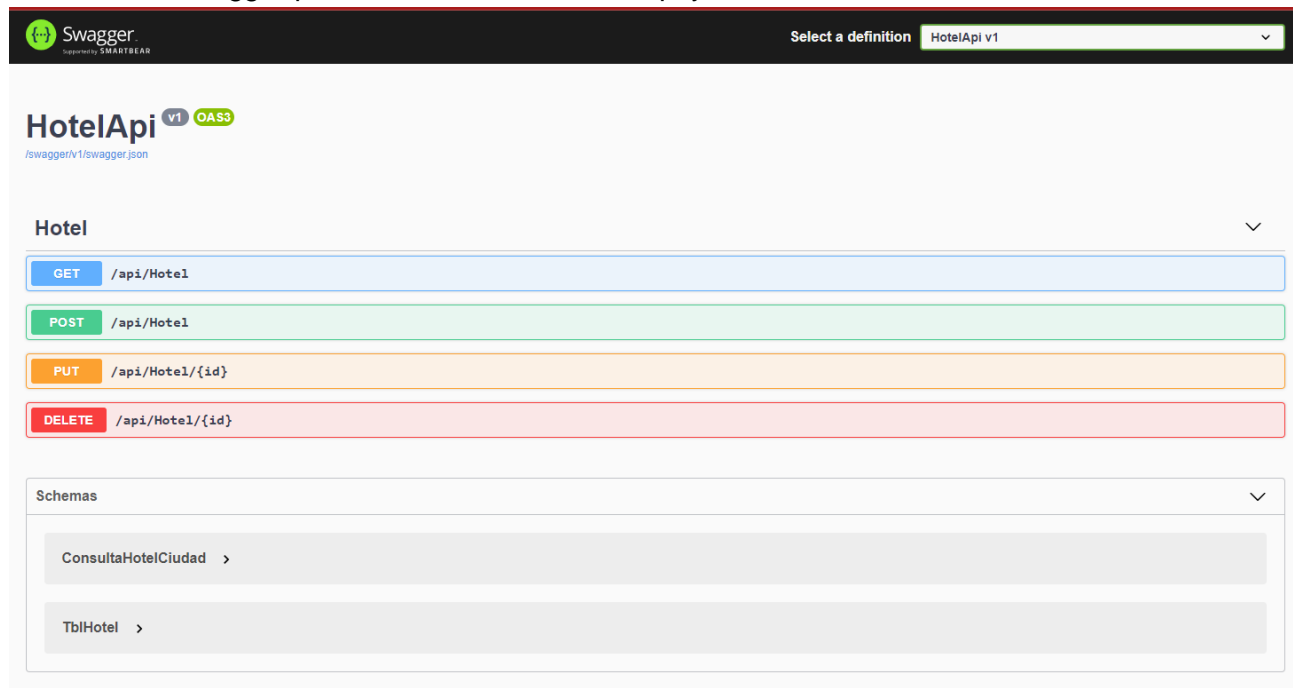 Swagger.
Supported by SMARTBEAR
Select a definition HotelApi v1
HotelApi v1 OAS3
/swagger/v1/swagger.json
Hotel
GET /api/Hotel
POST /api/Hotel
PUT /api/Hotel/{id}
DELETE /api/Hotel/{id}
Schemas
ConsultaHotelCiudad
TblHotel